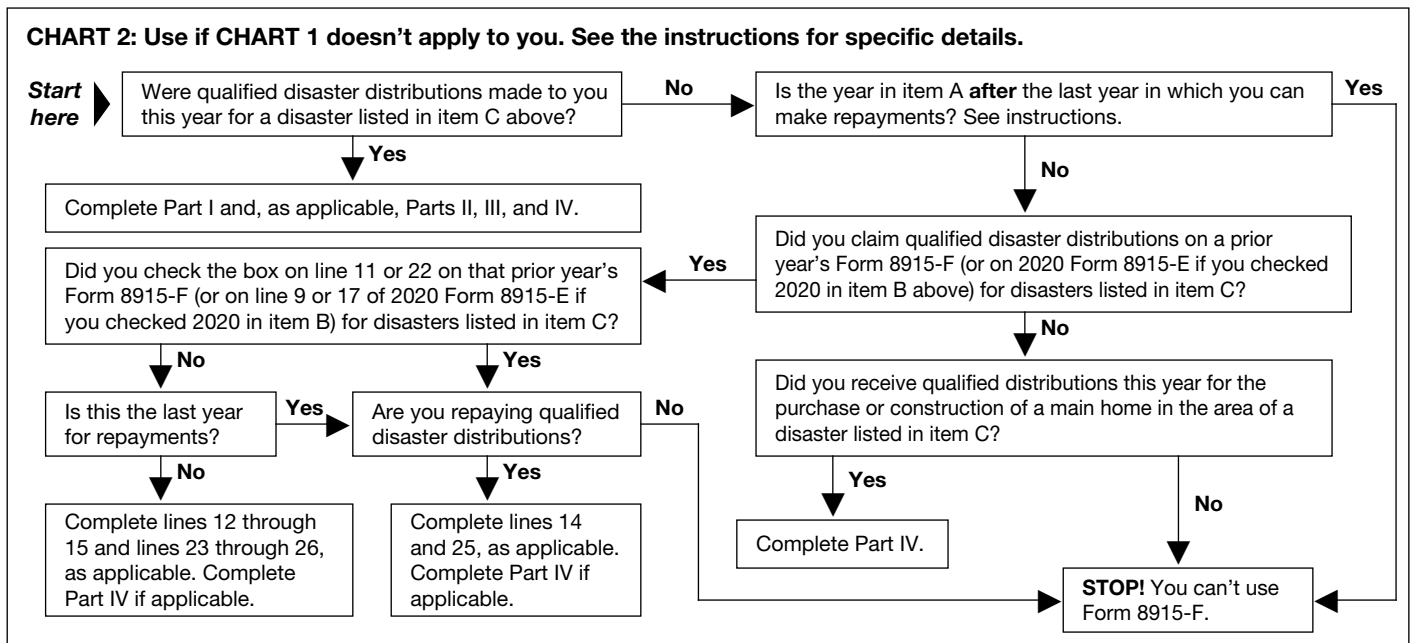 CHART 2: Use if CHART 1 doesn't apply to you. See the instructions for specific details.
Start
here
Were qualified disaster distributions made to you
this year for a disaster listed in item C above?
No
Is the year in item A after the last year in which you can
make repayments? See instructions.
Yes
Yes
No
Complete Part I and, as applicable, Parts II, III, and IV.
Did you claim qualified disaster distributions on a prior
year's Form 8915-F (or on 2020 Form 8915-E if you checked
2020 in item B above) for disasters listed in item C?
Yes
Did you check the box on line 11 or 22 on that prior year's
Form 8915-F (or on line 9 or 17 of 2020 Form 8915-E if
you checked 2020 in item B) for disasters listed in item C?
No
No
Yes
Did you receive qualified distributions this year for the
purchase or construction of a main home in the area of a
disaster listed in item C?
Is this the last year
for repayments?
Yes
Are you repaying qualified
disaster distributions?
No
No
Yes
Yes
No
Complete lines 12 through
15 and lines 23 through 26,
as applicable. Complete
Part IV if applicable.
Complete lines 14
and 25, as applicable.
Complete Part IV if
applicable.
Complete Part IV.
STOP! You can't use
Form 8915-F.